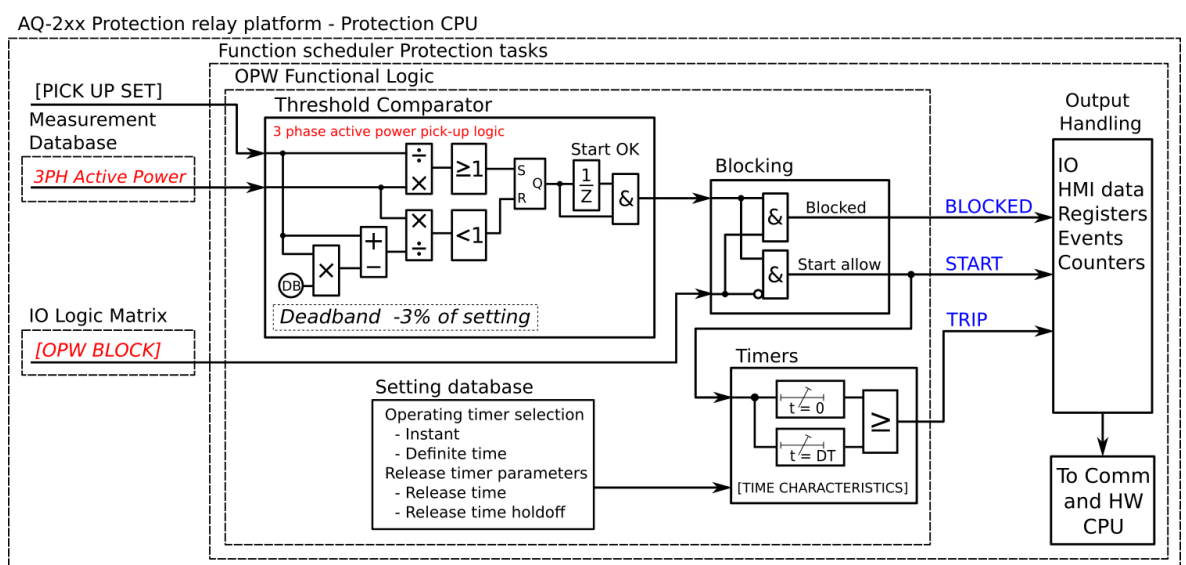 AQ-2xx Protection relay platform - Protection CPU
Function scheduler Protection tasks
OPW Functional Logic
[PICK UP SET]
Measurement
Database
3PH Active Power
Threshold Comparator
3 phase active power pick-up logic
÷
×
≥1
S
Q
R
Start OK
1
Z
&
×
÷
<1
+
−
×
DB
Deadband -3% of setting
Blocking
&
Blocked
&
Start allow
BLOCKED
START
TRIP
Output
Handling
IO
HMI data
Registers
Events
Counters
IO Logic Matrix
[OPW BLOCK]
Setting database
Operating timer selection
- Instant
- Definite time
Release timer parameters
- Release time
- Release time holdoff
Timers
t = 0
t = DT
≥
[TIME CHARACTERISTICS]
To Comm
and HW
CPU